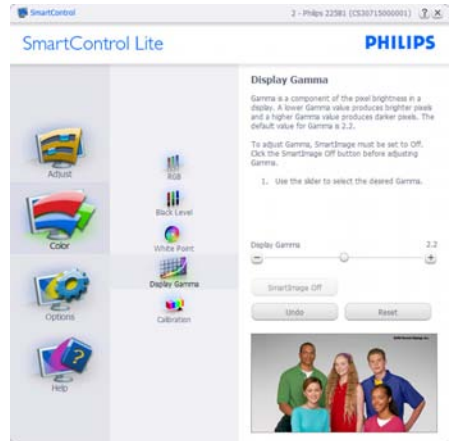 SmartControl
2 - Philips 225B1 (CS30715000001)
?
X
SmartControl Lite
PHILIPS
Adjust
Color
Options
Help
RGB
Black Level
White Point
Display Gamma
Calibration
Display Gamma
Gamma is a component of the pixel brightness in a
display. A lower Gamma value produces brighter pixels
and a higher Gamma value produces darker pixels. The
default value for Gamma is 2.2.
To adjust Gamma, SmartImage must be set to Off.
Click the SmartImage Off button before adjusting
Gamma.
1. Use the slider to select the desired Gamma.
Display Gamma 2.2
SmartImage Off
Undo
Reset